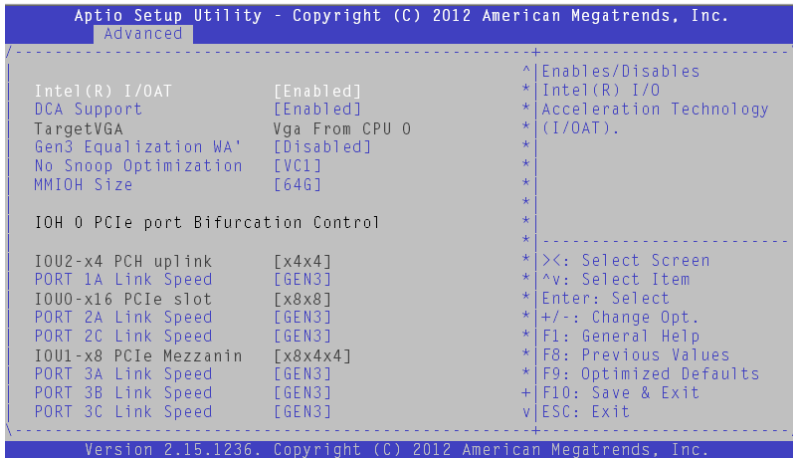 Aptio Setup Utility - Copyright (C) 2012 American Megatrends, Inc.
Advanced
Intel(R) I/OAT [Enabled]
DCA Support [Enabled]
TargetVGA Vga From CPU 0
Gen3 Equalization WA' [Disabled]
No Snoop Optimization [VC1]
MMIOH Size [64G]
IOH 0 PCIe port Bifurcation Control
IOU2-x4 PCH uplink [x4x4]
PORT 1A Link Speed [GEN3]
IOU0-x16 PCIe slot [x8x8]
PORT 2A Link Speed [GEN3]
PORT 2C Link Speed [GEN3]
IOU1-x8 PCIe Mezzanin [x8x4x4]
PORT 3A Link Speed [GEN3]
PORT 3B Link Speed [GEN3]
PORT 3C Link Speed [GEN3]
Enables/Disables
Intel(R) I/O
Acceleration Technology
(I/OAT).
><: Select Screen
^v: Select Item
Enter: Select
+/-: Change Opt.
F1: General Help
F8: Previous Values
F9: Optimized Defaults
F10: Save & Exit
ESC: Exit
Version 2.15.1236. Copyright (C) 2012 American Megatrends, Inc.